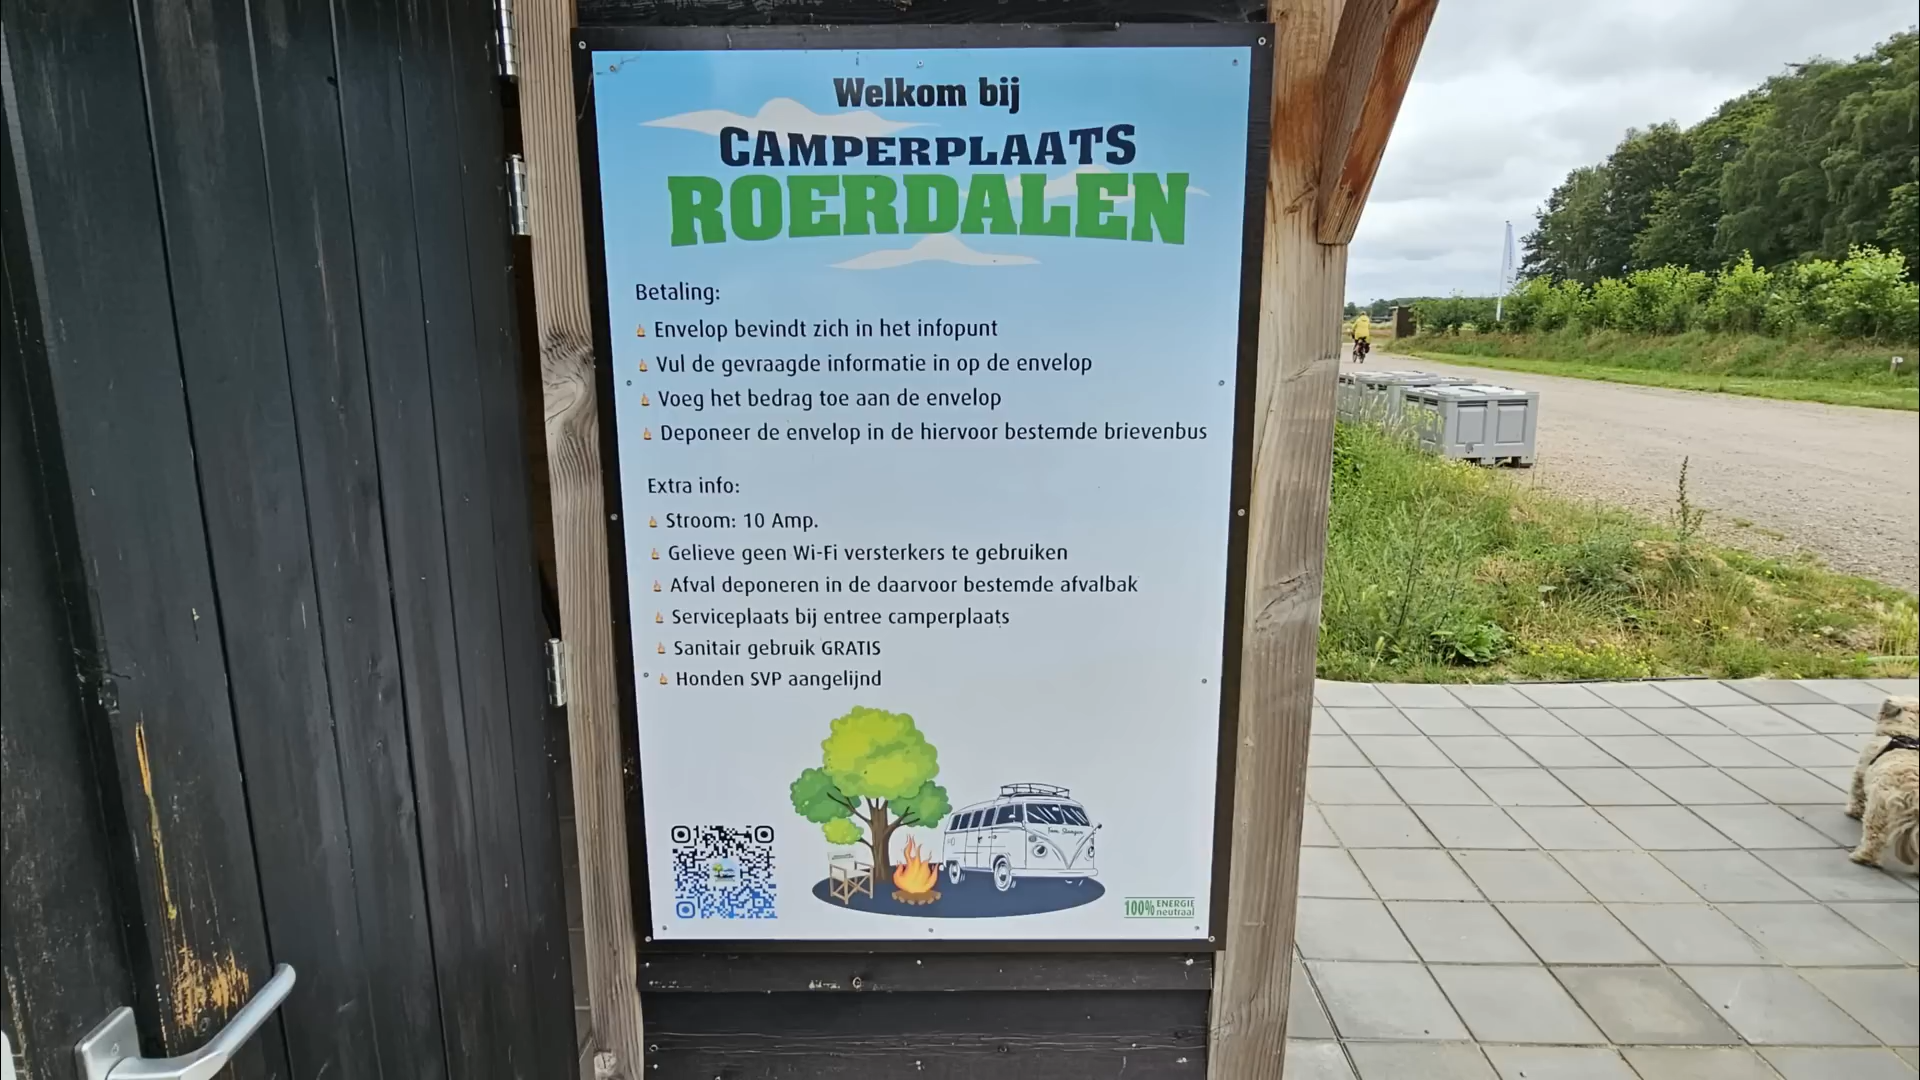 Welkom bij
CAMPERPLAATS
ROERDALEN
Betaling:
Envelop bevindt zich in het infopunt
Vul de gevraagde informatie in op de envelop
Voeg het bedrag toe aan de envelop
Deponeer de envelop in de hiervoor bestemde brievenbus
Extra info:
Stroom: 10 Amp.
Gelieve geen Wi-Fi versterkers te gebruiken
Afval deponeren in de daarvoor bestemde afvalbak
Serviceplaats bij entree camperplaats
Sanitair gebruik GRATIS
Honden SVP aangelijnd
100% ENERGIE
neutraal